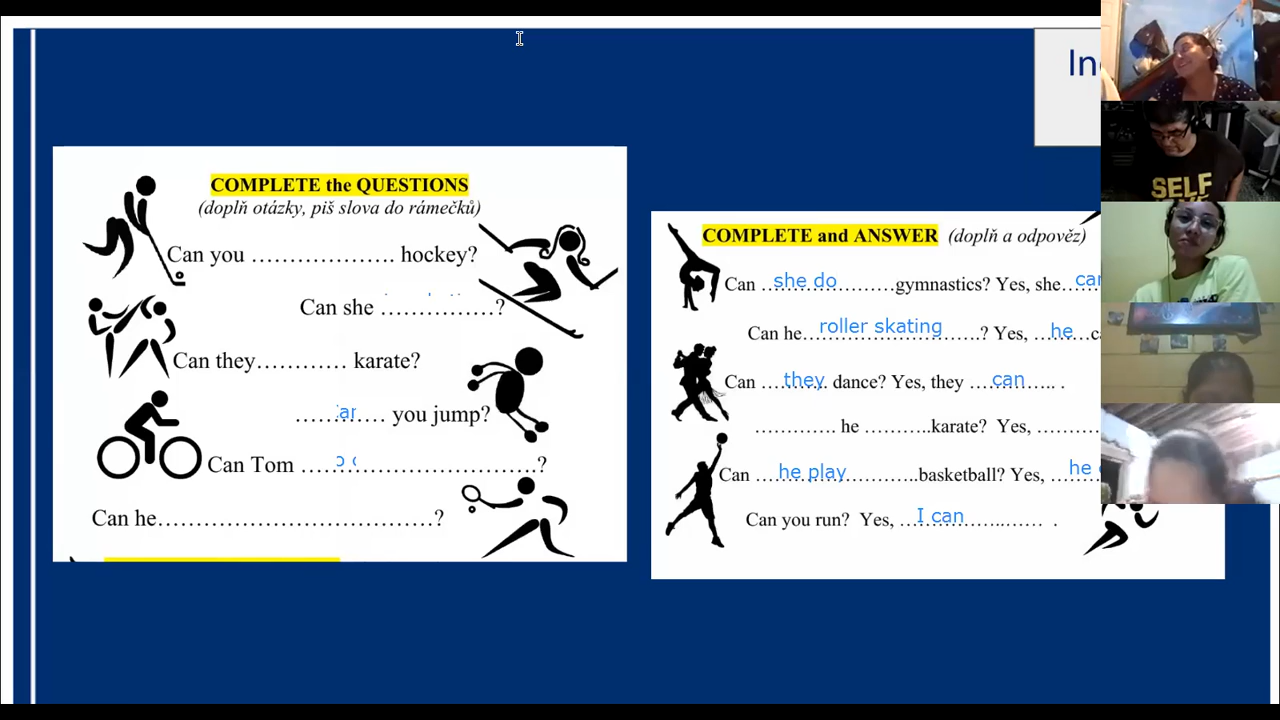 COMPLETE the QUESTIONS
(doplň otázky, piš slova do rámečků)
Can you ……………….. hockey?
Can she ……………?
Can they………… karate?
………… you jump?
Can Tom ……………………………?
Can he………………………………?
COMPLETE and ANSWER (doplň a odpověz)
Can …she do……gymnastics? Yes, she……
Can he…roller skating…? Yes, …he…
Can …they… dance? Yes, they …can….. .
…………. he ………..karate? Yes, ………
Can …he play…..basketball? Yes, …he
Can you run? Yes, …I can……… .
SELF